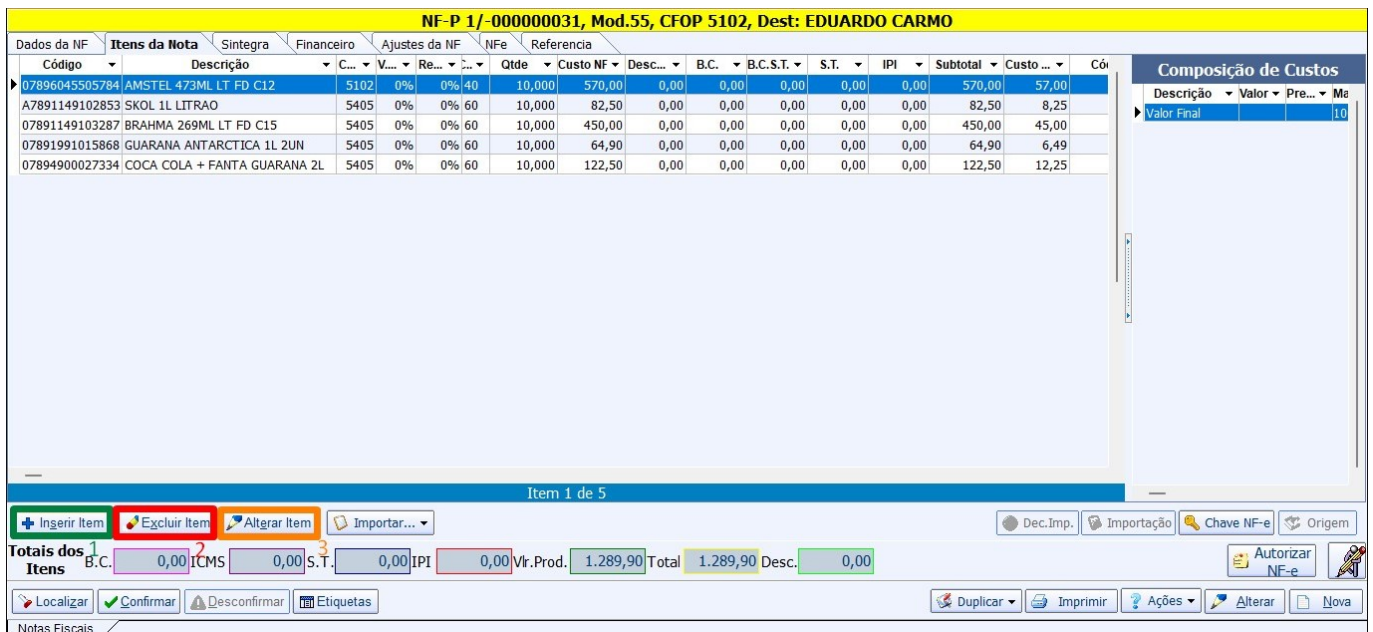 NF-P 1/-000000031, Mod.55, CFOP 5102, Dest: EDUARDO CARMO
Dados da NF Itens da Nota Sintegra Financeiro Ajustes da NF NFe Referencia
Código Descrição C... V.... Re... C.. Qtde Custo NF Desc... B.C. B.C.S.T. S.T. IPI Subtotal Custo ... Có
07896045505784 AMSTEL 473ML LT FD C12 5102 0% 0% 40 10,000 570,00 0,00 0,00 0,00 0,00 0,00 570,00 57,00
A7891149102853 SKOL 1L LITRAO 5405 0% 0% 60 10,000 82,50 0,00 0,00 0,00 0,00 0,00 82,50 8,25
07891149103287 BRAHMA 269ML LT FD C15 5405 0% 0% 60 10,000 450,00 0,00 0,00 0,00 0,00 0,00 450,00 45,00
07891991015868 GUARANA ANTARCTICA 1L 2UN 5405 0% 0% 60 10,000 64,90 0,00 0,00 0,00 0,00 0,00 64,90 6,49
07894900027334 COCA COLA + FANTA GUARANA 2L 5405 0% 0% 60 10,000 122,50 0,00 0,00 0,00 0,00 0,00 122,50 12,25
Composição de Custos
Descrição Valor Pre... Ma
Valor Final 10
Item 1 de 5
Inserir Item Excluir Item Alterar Item Importar... Dec.Imp. Importação Chave NF-e Origem
1 2 3
Totais dos Itens B.C. 0,00 ICMS 0,00 S.T. 0,00 IPI 0,00 Vlr.Prod. 1.289,90 Total 1.289,90 Desc. 0,00 Autorizar NF-e
Localizar Confirmar Desconfirmar Etiquetas Duplicar Imprimir Ações Alterar Nova
Notas Fiscais